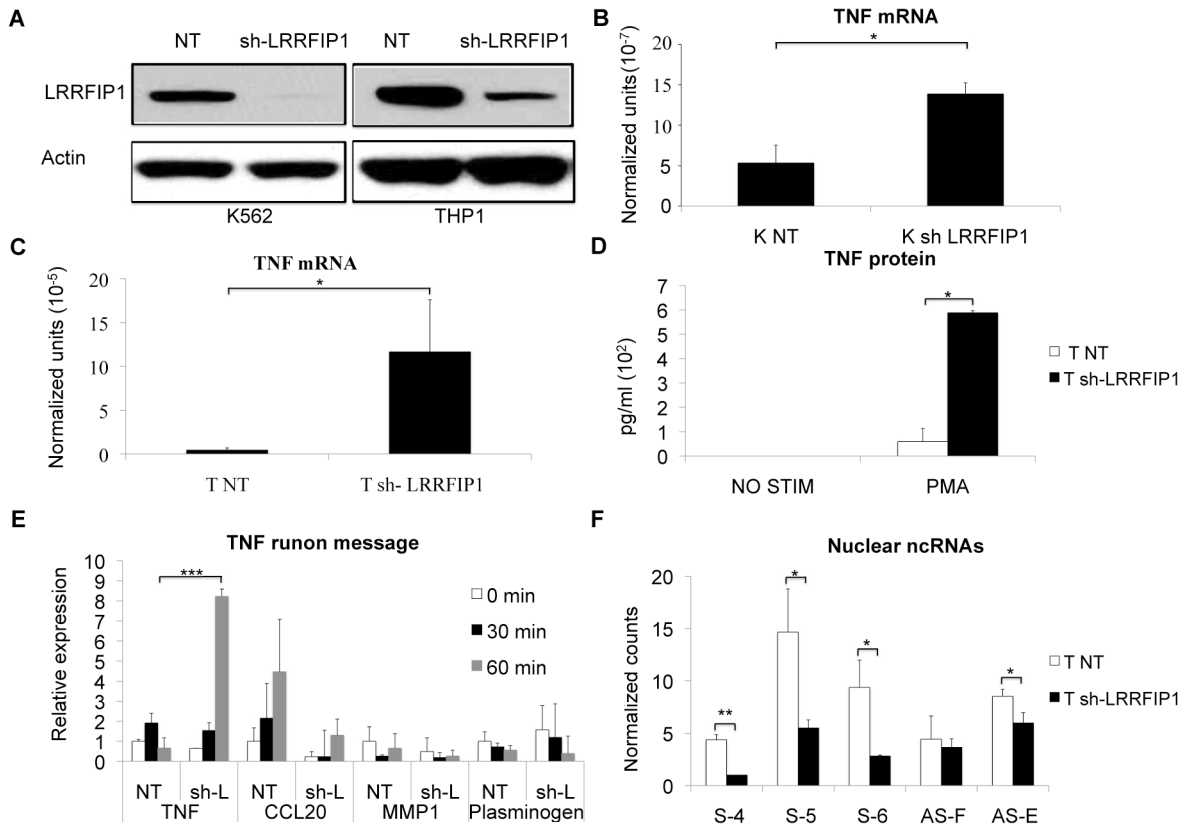 A
NT sh-LRRFIP1 NT sh-LRRFIP1
LRRFIP1
Actin
K562 THP1
B
TNF mRNA
Normalized units (10-7)
20
15
10
5
0
*
K NT K sh LRRFIP1
C
TNF mRNA
Normalized units (10-5)
20
15
10
5
0
*
T NT T sh- LRRFIP1
D
TNF protein
pg/ml (102)
7
6
5
4
3
2
1
0
*
NO STIM PMA
T NT
T sh-LRRFIP1
E
TNF runon message
Relative expression
10
9
8
7
6
5
4
3
2
1
0
***
0 min
30 min
60 min
NT sh-L NT sh-L NT sh-L NT sh-L
TNF CCL20 MMP1 Plasminogen
F
Nuclear ncRNAs
Normalized counts
20
15
10
5
0
** * * *
S-4 S-5 S-6 AS-F AS-E
T NT
T sh-LRRFIP1